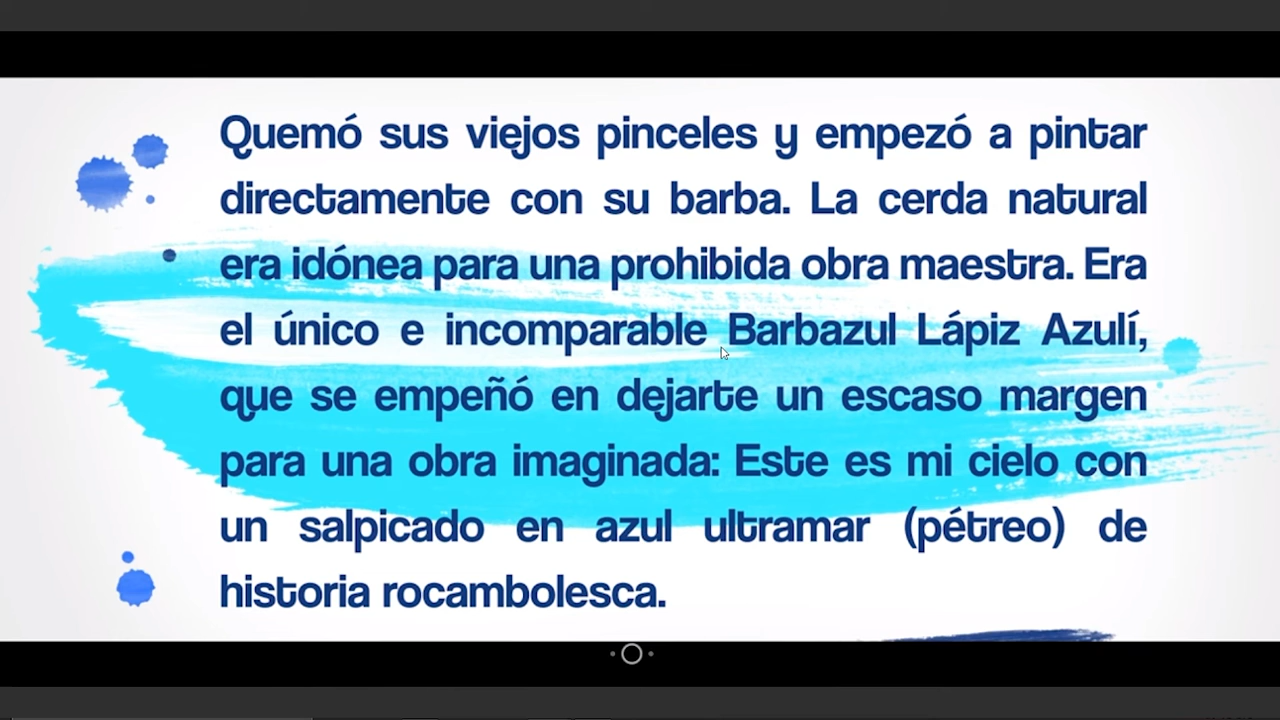 Quemó sus viejos pinceles y empezó a pintar
directamente con su barba. La cerda natural
era idónea para una prohibida obra maestra. Era
el único e incomparable Barbazul Lápiz Azulí,
que se empeñó en dejarte un escaso margen
para una obra imaginada: Este es mi cielo con
un salpicado en azul ultramar (pétreo) de
historia rocambolesca.